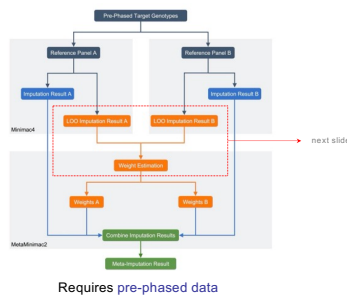 Pre-Phased Target Genotypes
Reference Panel A
Reference Panel B
Imputation Result A
Imputation Result B
LOO Imputation Result A
LOO Imputation Result B
Minimac4
next slide
Weight Estimation
MetaMinimac2
Weights A
Weights B
Combine Imputation Results
Meta-Imputation Result
Requires pre-phased data